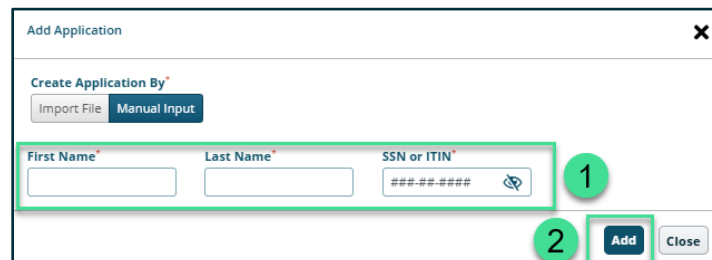 Add Application
Create Application By*
Import File Manual Input
First Name* Last Name* SSN or ITIN*
###-##-####
1
2 Add Close